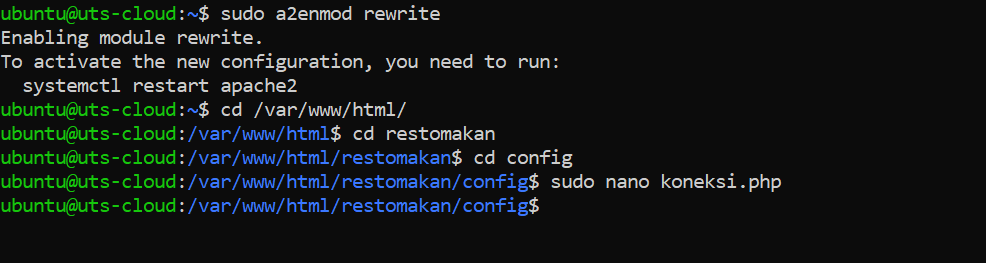 ubuntu@uts-cloud:~$ sudo a2enmod rewrite
Enabling module rewrite.
To activate the new configuration, you need to run:
  systemctl restart apache2
ubuntu@uts-cloud:~$ cd /var/www/html/
ubuntu@uts-cloud:/var/www/html$ cd restomakan
ubuntu@uts-cloud:/var/www/html/restomakan$ cd config
ubuntu@uts-cloud:/var/www/html/restomakan/config$ sudo nano koneksi.php
ubuntu@uts-cloud:/var/www/html/restomakan/config$